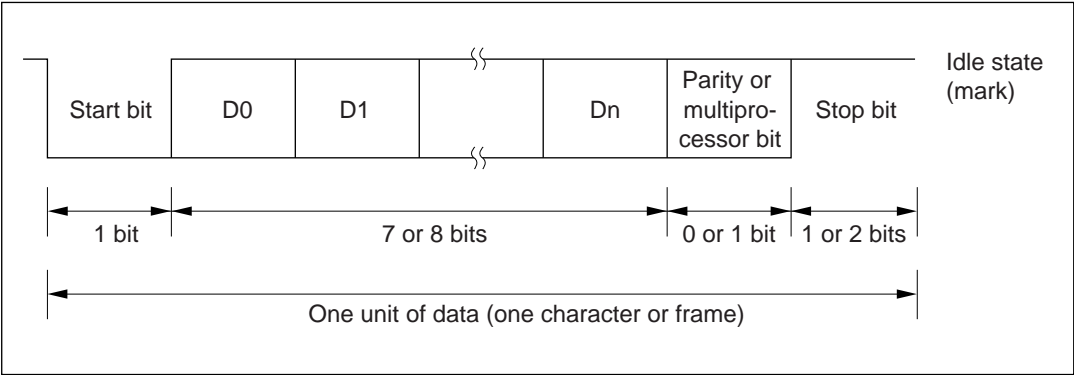 Idle state
(mark)
Start bit
D0
D1
Dn
Parity or
multipro-
cessor bit
Stop bit
1 bit
7 or 8 bits
0 or 1 bit
1 or 2 bits
One unit of data (one character or frame)